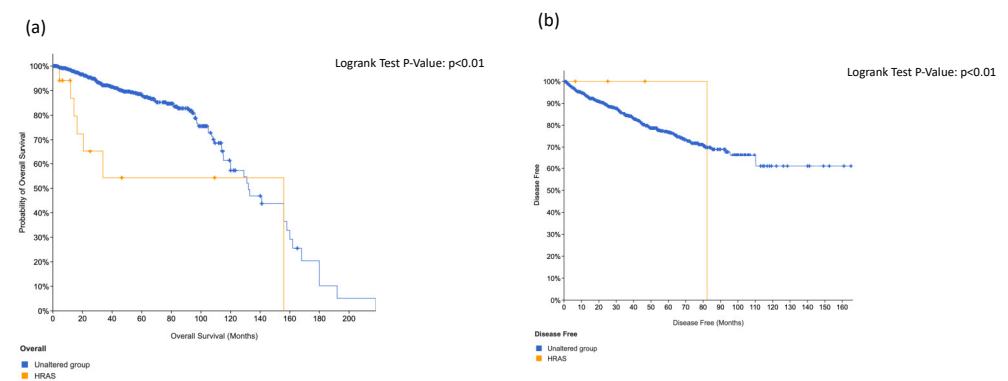 (a)
Logrank Test P-Value: p<0.01
Probability of Overall Survival
100%
90%
80%
70%
60%
50%
40%
30%
20%
10%
0%
0 20 40 60 80 100 120 140 160 180 200
Overall Survival (Months)
Overall
Unaltered group
HRAS
(b)
Logrank Test P-Value: p<0.01
Disease Free
100%
90%
80%
70%
60%
50%
40%
30%
20%
10%
0%
0 10 20 30 40 50 60 70 80 90 100 110 120 130 140 150 160
Disease Free (Months)
Disease Free
Unaltered group
HRAS